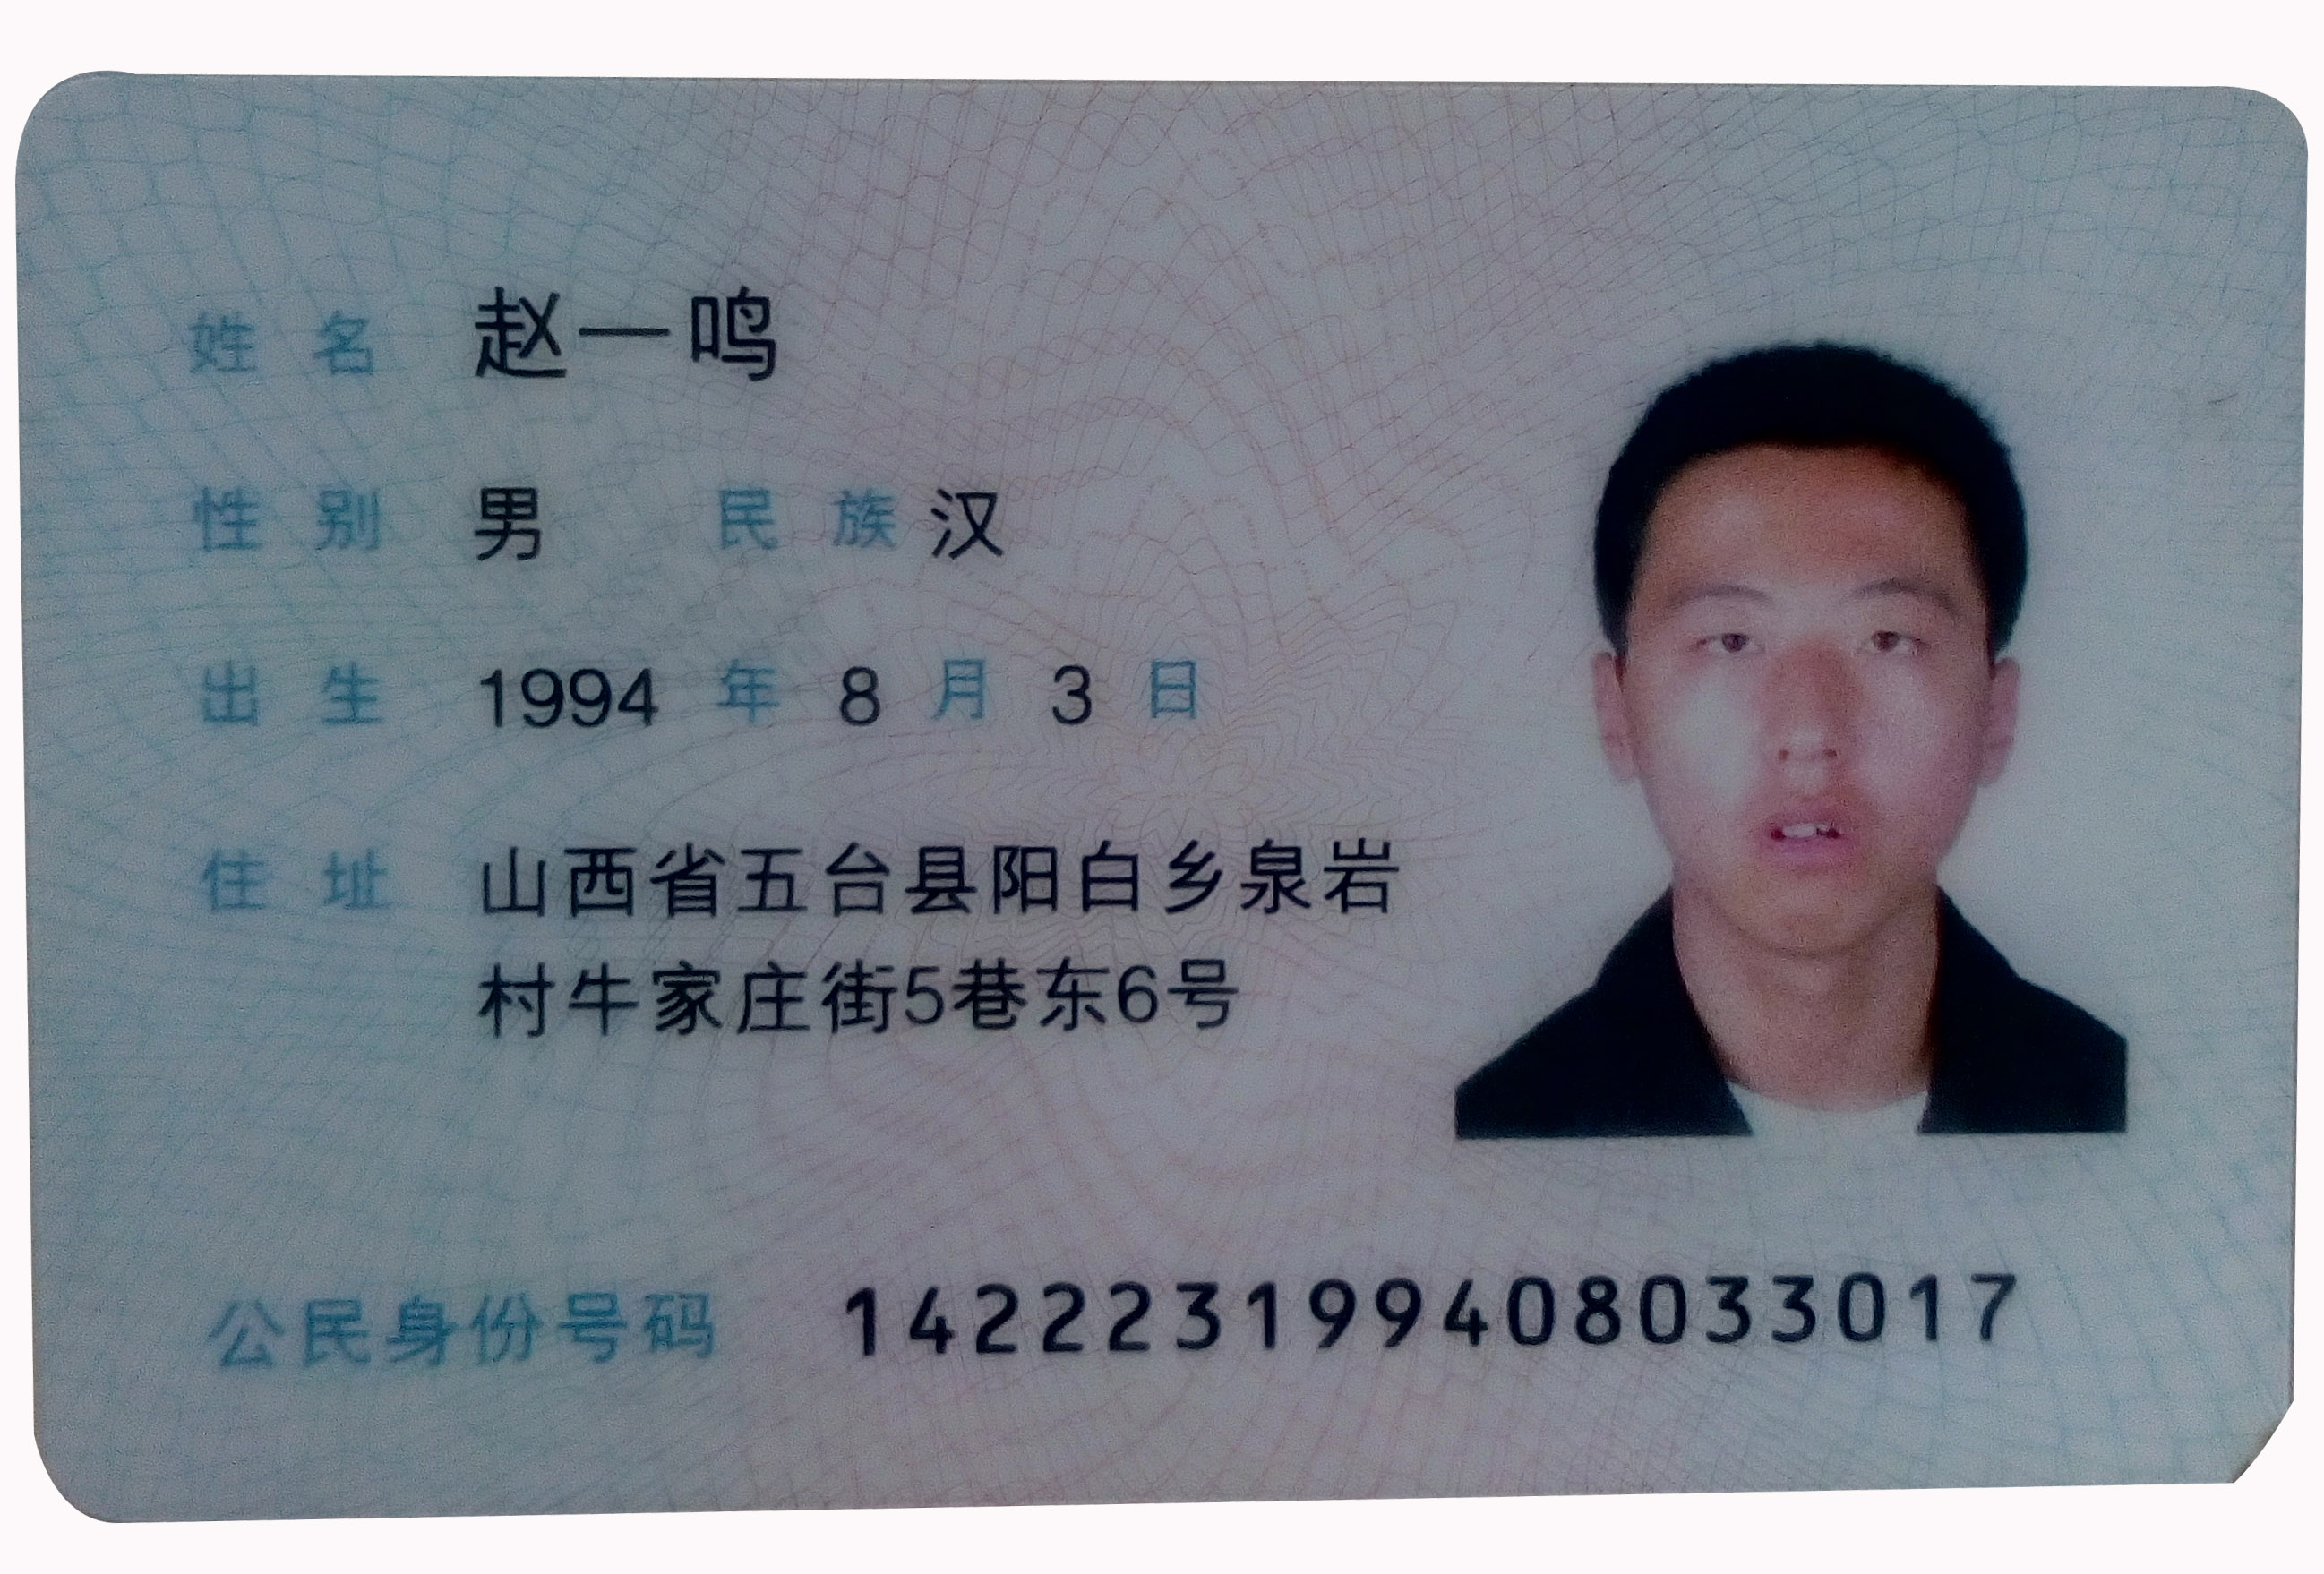 姓名 赵一鸣
性别 男 民族 汉
出生 1994 年 8 月 3 日
住址 山西省五台县阳白乡泉岩
村牛家庄街5巷东6号
公民身份号码 142223199408033017